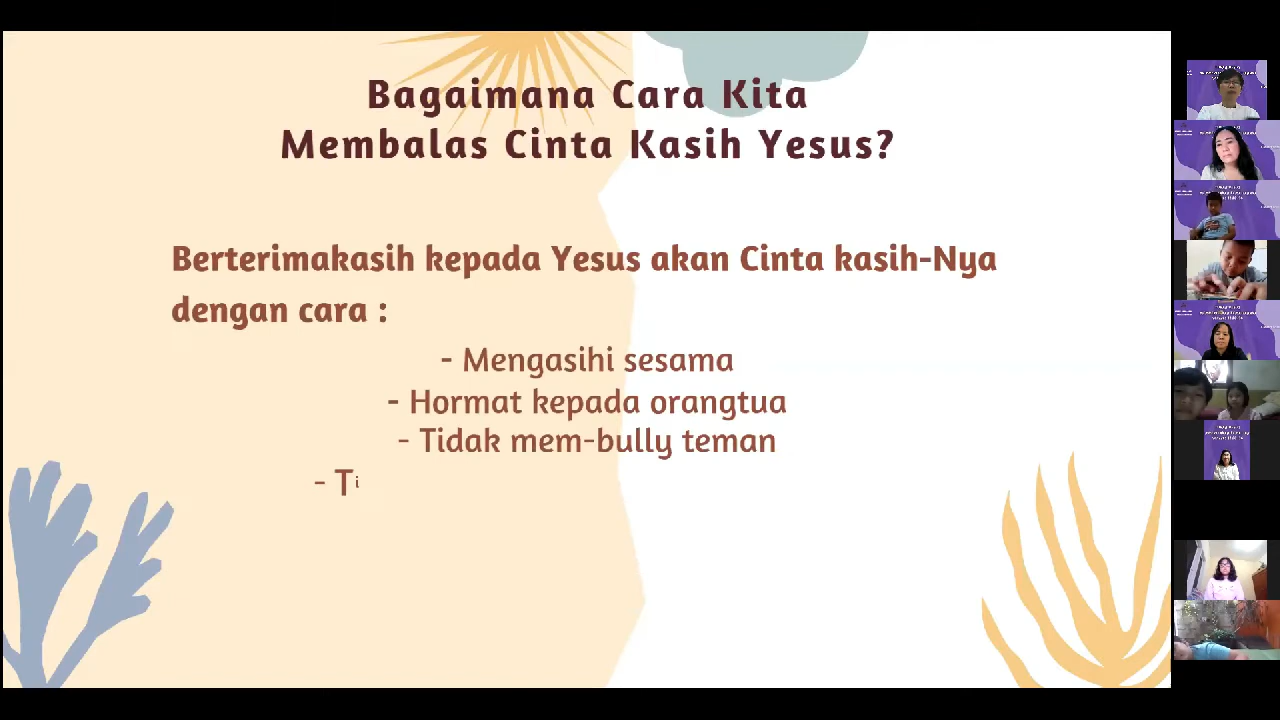 Bagaimana Cara Kita
Membalas Cinta Kasih Yesus?
Berterimakasih kepada Yesus akan Cinta kasih-Nya
dengan cara :
- Mengasihi sesama
- Hormat kepada orangtua
- Tidak mem-bully teman
- Ti